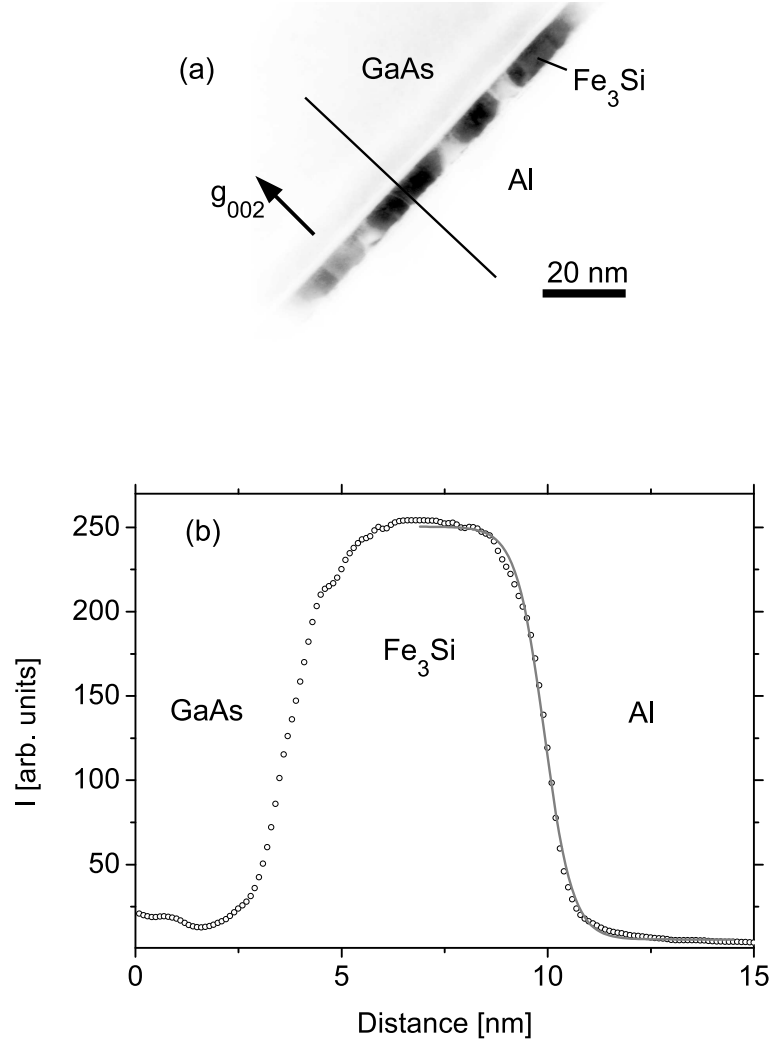 (a)
GaAs
Fe₃Si
Al
g₀₀₂
20 nm
(b)
250
200
150
100
50
I [arb. units]
GaAs
Fe₃Si
Al
0 5 10 15
Distance [nm]